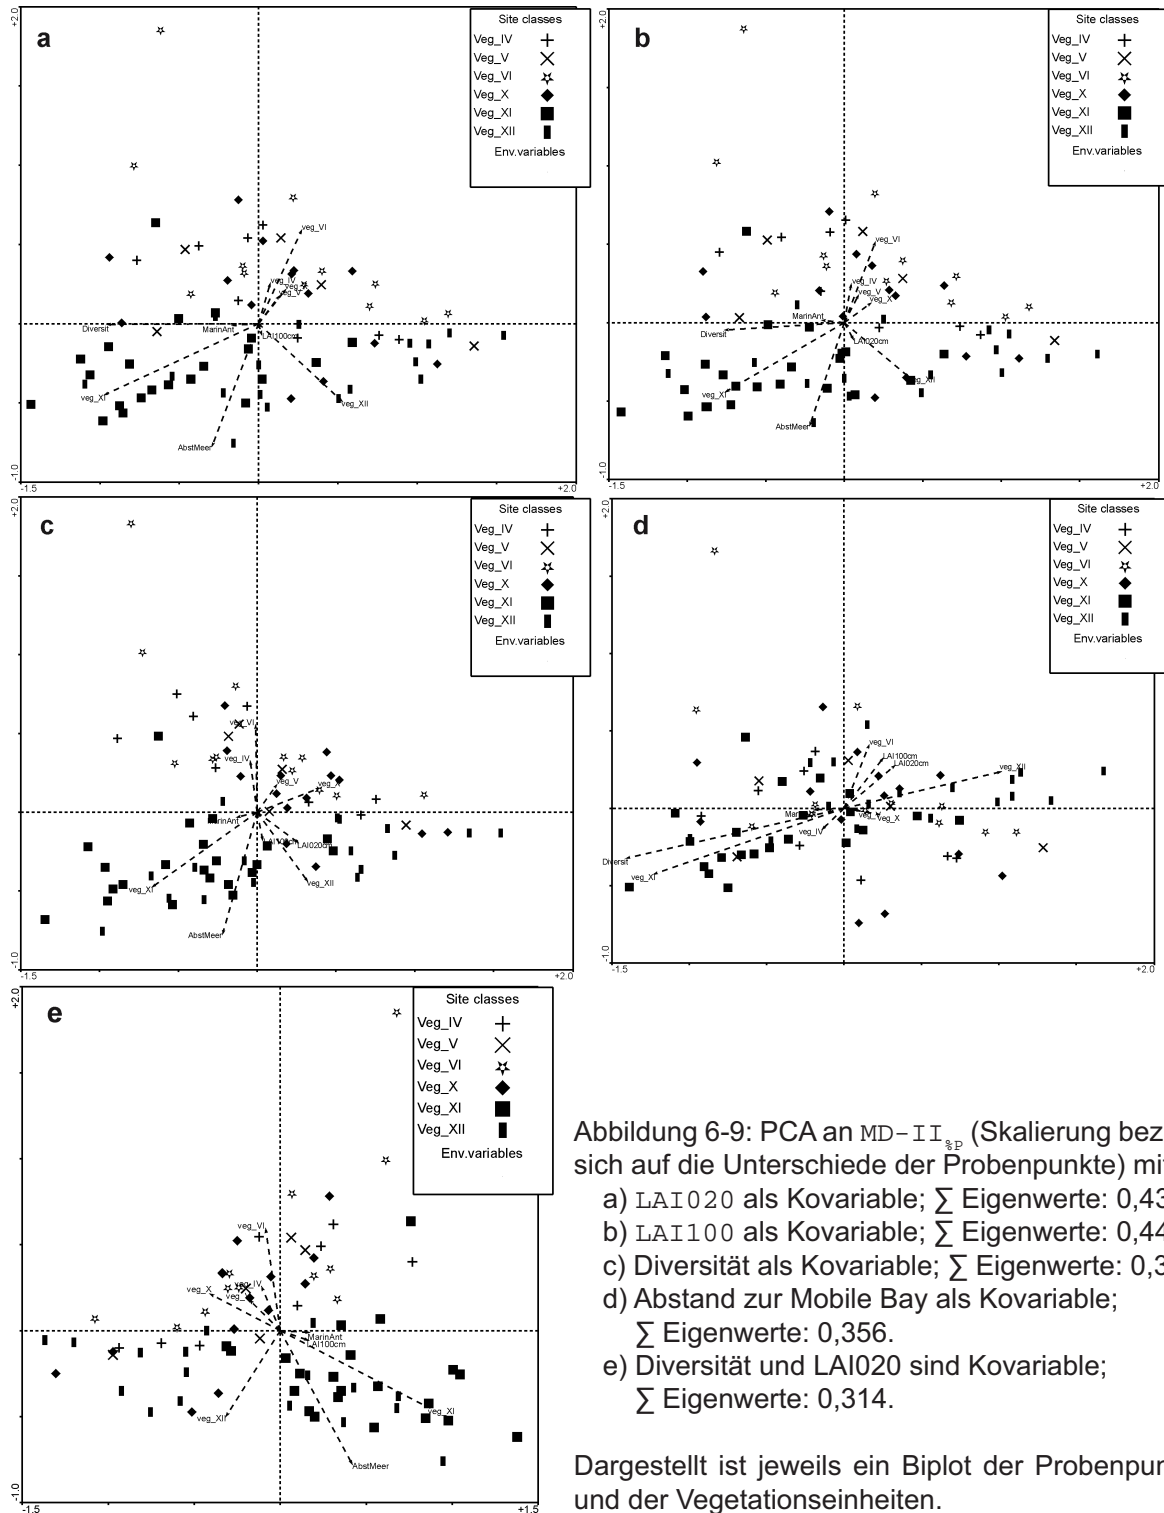 a
+2.0
-1.0
-1.5
+2.0
Site classes
Veg_IV
Veg_V
Veg_VI
Veg_X
Veg_XI
Veg_XII
Env.variables
veg_VI
veg_IV
veg_V
Diversit
MarinAnt
LAI100cm
veg_XI
veg_XII
AbstMeer
b
+2.0
-1.0
-1.5
+2.0
Site classes
Veg_IV
Veg_V
Veg_VI
Veg_X
Veg_XI
Veg_XII
Env.variables
veg_VI
veg_IV
veg_V
veg_X
MarinAnt
Diversit
LAI020cm
veg_XI
veg_XII
AbstMeer
c
+2.0
-1.0
-1.5
+2.0
Site classes
Veg_IV
Veg_V
Veg_VI
Veg_X
Veg_XI
Veg_XII
Env.variables
veg_VI
veg_IV
veg_V
veg_X
MarinAnt
LAI100cm
LAI020cm
veg_XI
veg_XII
AbstMeer
d
+2.0
-1.0
-1.5
+2.0
Site classes
Veg_IV
Veg_V
Veg_VI
Veg_X
Veg_XI
Veg_XII
Env.variables
veg_VI
LAI100cm
LAI020cm
veg_XII
veg_X
veg_IV
Diversit
veg_XI
e
+2.0
-1.0
-1.5
+1.5
Site classes
Veg_IV
Veg_V
Veg_VI
Veg_X
Veg_XI
Veg_XII
Env.variables
veg_VI
veg_IV
veg_X
MarinAnt
LAI100cm
veg_XII
veg_XI
AbstMeer
Abbildung 6-9: PCA an MD-II%P (Skalierung bez
sich auf die Unterschiede der Probenpunkte) mi
a) LAI020 als Kovariable; ∑ Eigenwerte: 0,43
b) LAI100 als Kovariable; ∑ Eigenwerte: 0,44
c) Diversität als Kovariable; ∑ Eigenwerte: 0,3
d) Abstand zur Mobile Bay als Kovariable;
∑ Eigenwerte: 0,356.
e) Diversität und LAI020 sind Kovariable;
∑ Eigenwerte: 0,314.
Dargestellt ist jeweils ein Biplot der Probenpun
und der Vegetationseinheiten.